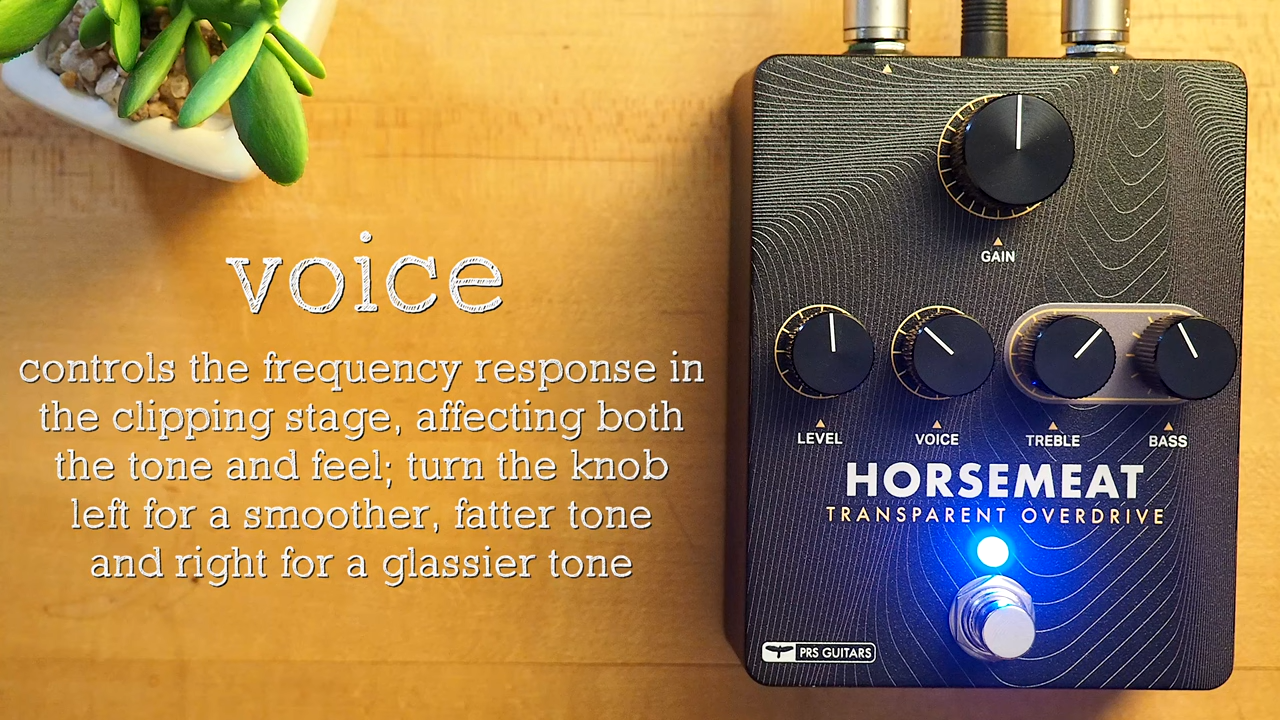 voice
controls the frequency response in
the clipping stage, affecting both
the tone and feel; turn the knob
left for a smoother, fatter tone
and right for a glassier tone
GAIN
LEVEL VOICE TREBLE BASS
HORSEMEAT
TRANSPARENT OVERDRIVE
PRS GUITARS